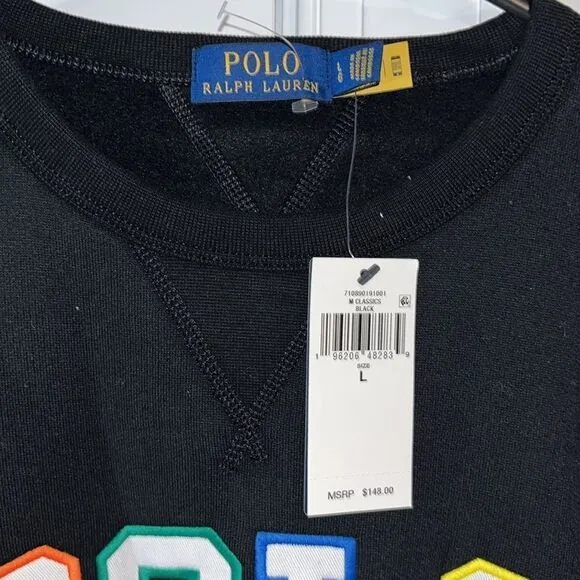 POLO
RALPH LAUREN
710890191001
M CLASSICS
BLACK
1 96206 48283 9
SIZE
L
MSRP $148.00